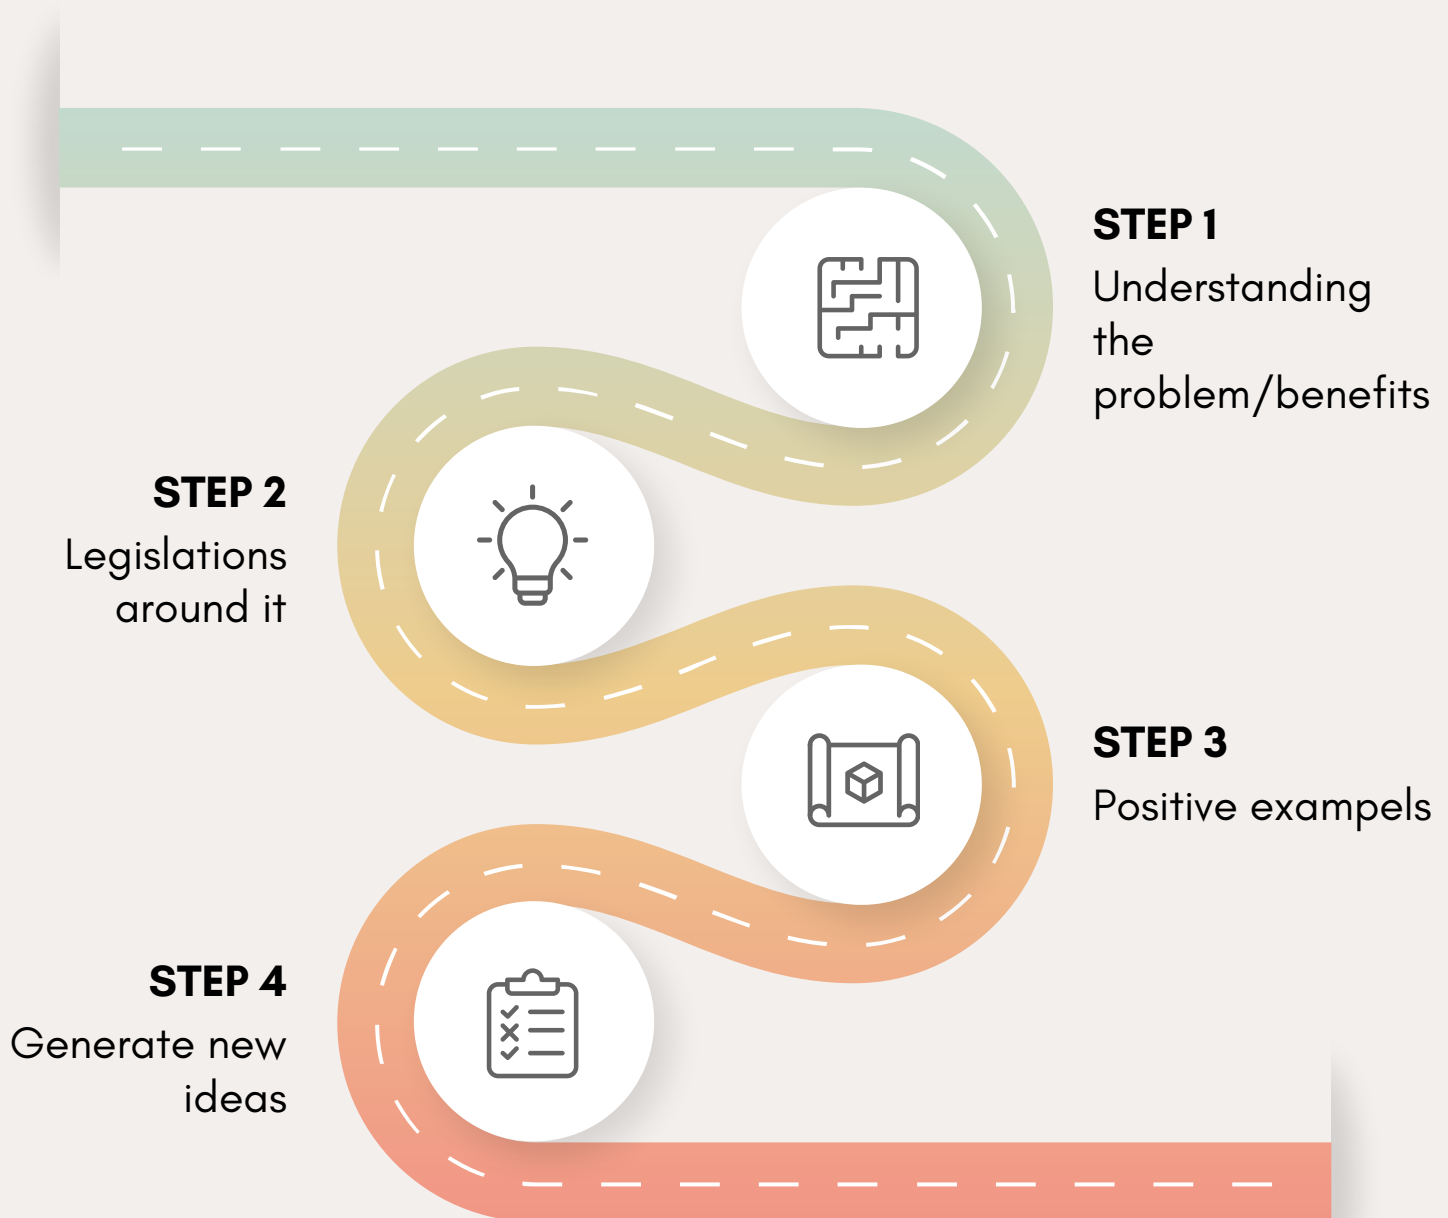 STEP 1
Understanding
the
problem/benefits
STEP 2
Legislations
around it
STEP 3
Positive exampels
STEP 4
Generate new
ideas